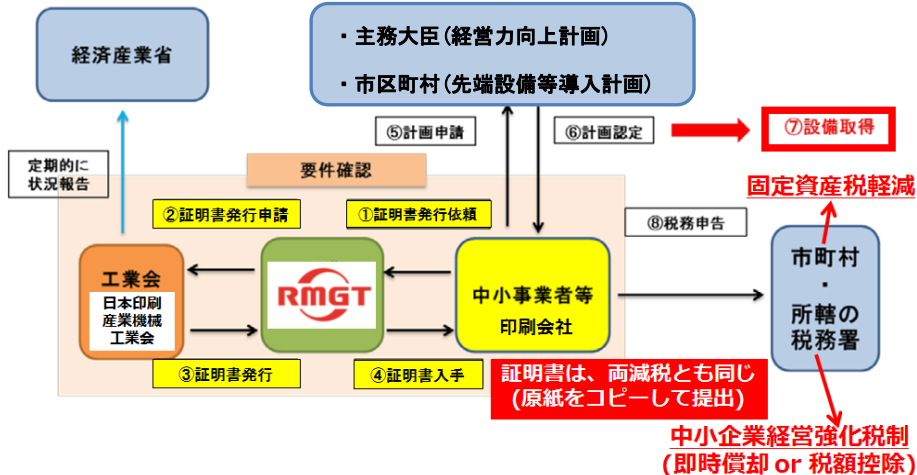 経済産業省
・主務大臣(経営力向上計画)
・市区町村(先端設備等導入計画)
⑤計画申請
⑥計画認定
⑦設備取得
定期的に
状況報告
要件確認
固定資産税軽減
②証明書発行申請
①証明書発行依頼
⑧税務申告
工業会
日本印刷
産業機械
工業会
RMGT
中小事業者等
印刷会社
市町村
・
所轄の
税務署
③証明書発行
④証明書入手
証明書は、両減税とも同じ
(原紙をコピーして提出)
中小企業経営強化税制
(即時償却 or 税額控除)